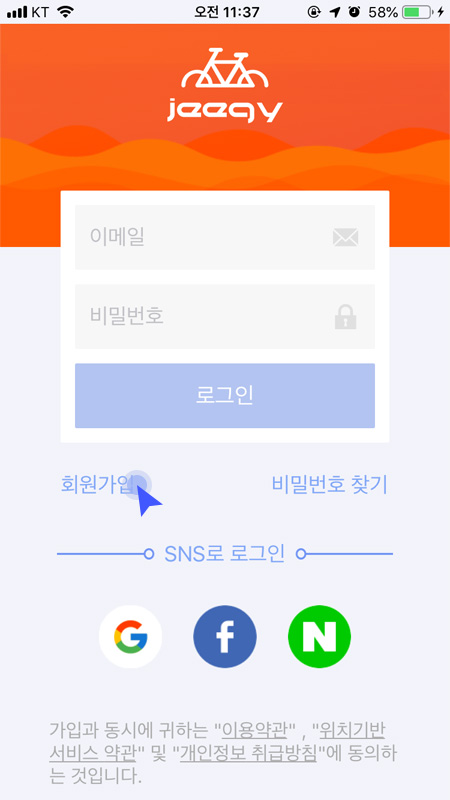 KT 오전 11:37 58%
jeegy
이메일
비밀번호
로그인
회원가입 비밀번호 찾기
SNS로 로그인
G f N
가입과 동시에 귀하는 "이용약관" , "위치기반
서비스 약관" 및 "개인정보 취급방침"에 동의하
는 것입니다.